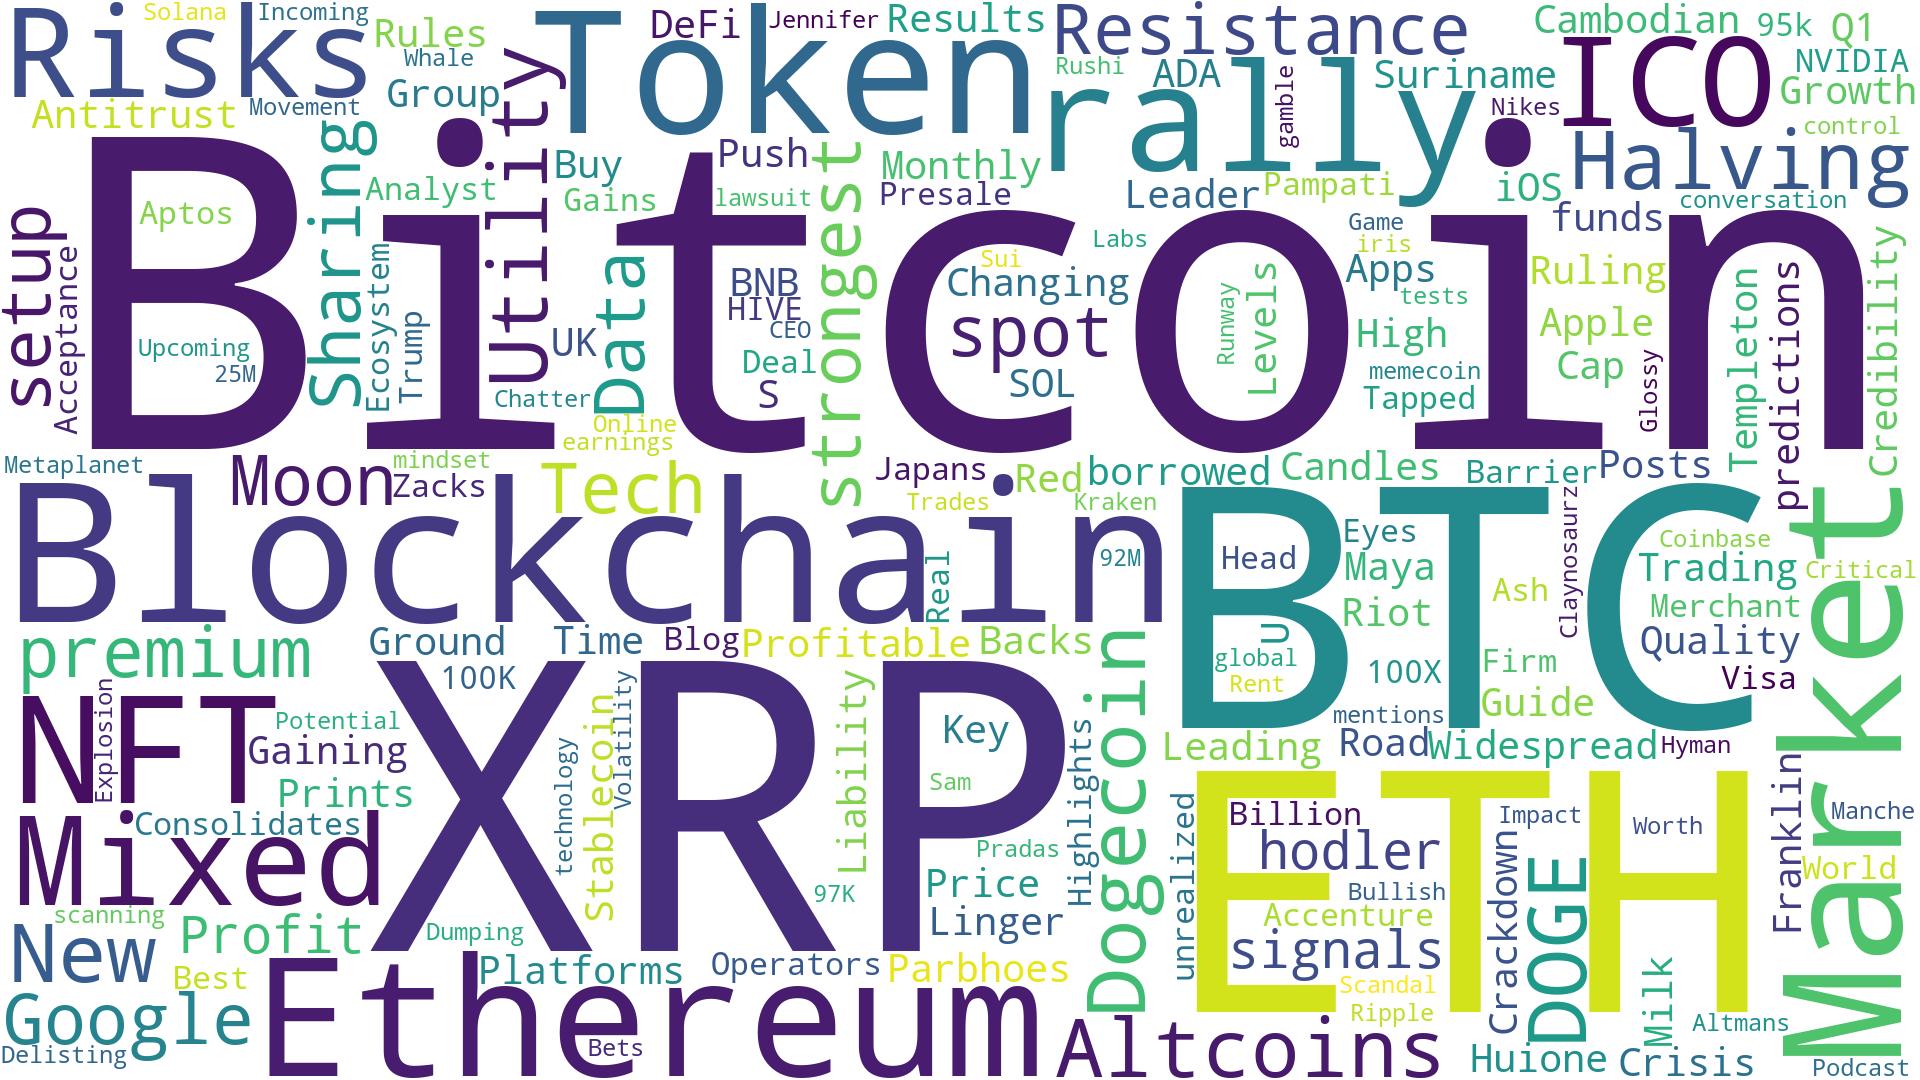 Risks
Solana
Incoming
Rules
Whale
Group
Antitrust
Movement
Token
DeFi
Jennifer
Results
Resistance
Rushi
ADA
rally
gamble
Suriname
Nikes
Cambodian
95k
Q1
ICO
NVIDIA
Growth
control
Halving
Bitcoin
Sharing
Utility
Analyst
Buy
Gains
Push
lawsuit
strongest
Monthly
Presale
Leader
Pampati
iOS
conversation
funds
setup
Acceptance
Aptos
Upcoming
25M
Ecosystem
Trump
UK
Data
Chatter
Online
earnings
BNB
HIVE
CEO
Deal
S
Sui
Changing
spot
SOL
Labs
Runway
Levels
Game
iris
Apps
tests
High
memecoin
Tapped
Ruling
Apple
Cap
Glossy
Templeton
predictions
Credibility
Metaplanet
Moon
mindset
Zacks
Tech
Japans
Trades
Red
Kraken
borrowed
Candles
Barrier
Posts
Blockchain
Real
92M
BTC
Head
Eyes
Maya
Riot
Ash
Claynosaurz
Coinbase
Trading
Critical
Merchant
Quality
Visa
U
global
Rent
100X
Firm
Guide
mentions
Market
premium
Ground
Time
Blog
Profitable
Backs
100K
NFT
Explosion
Potential
Gaining
Prints
Consolidates
Mixed
XRP
technology
Stablecoin
Volatility
Liability
Key
Sam
Pradas
97K
Price
Linger
Highlights
Dogecoin
Leading
Road
Widespread
Hyman
ETH
unrealized
Billion
hodler
Bullish
Accenture
signals
Scandal
Ripple
Impact
Crackdown
DOGE
Worth
Milk
Franklin
Manche
World
scanning
New
Profit
Best
Dumping
Google
Delisting
Ethereum
Platforms
Operators
Parbhoes
Bets
Altcoins
Huione
Crisis
Altmans
Podcast